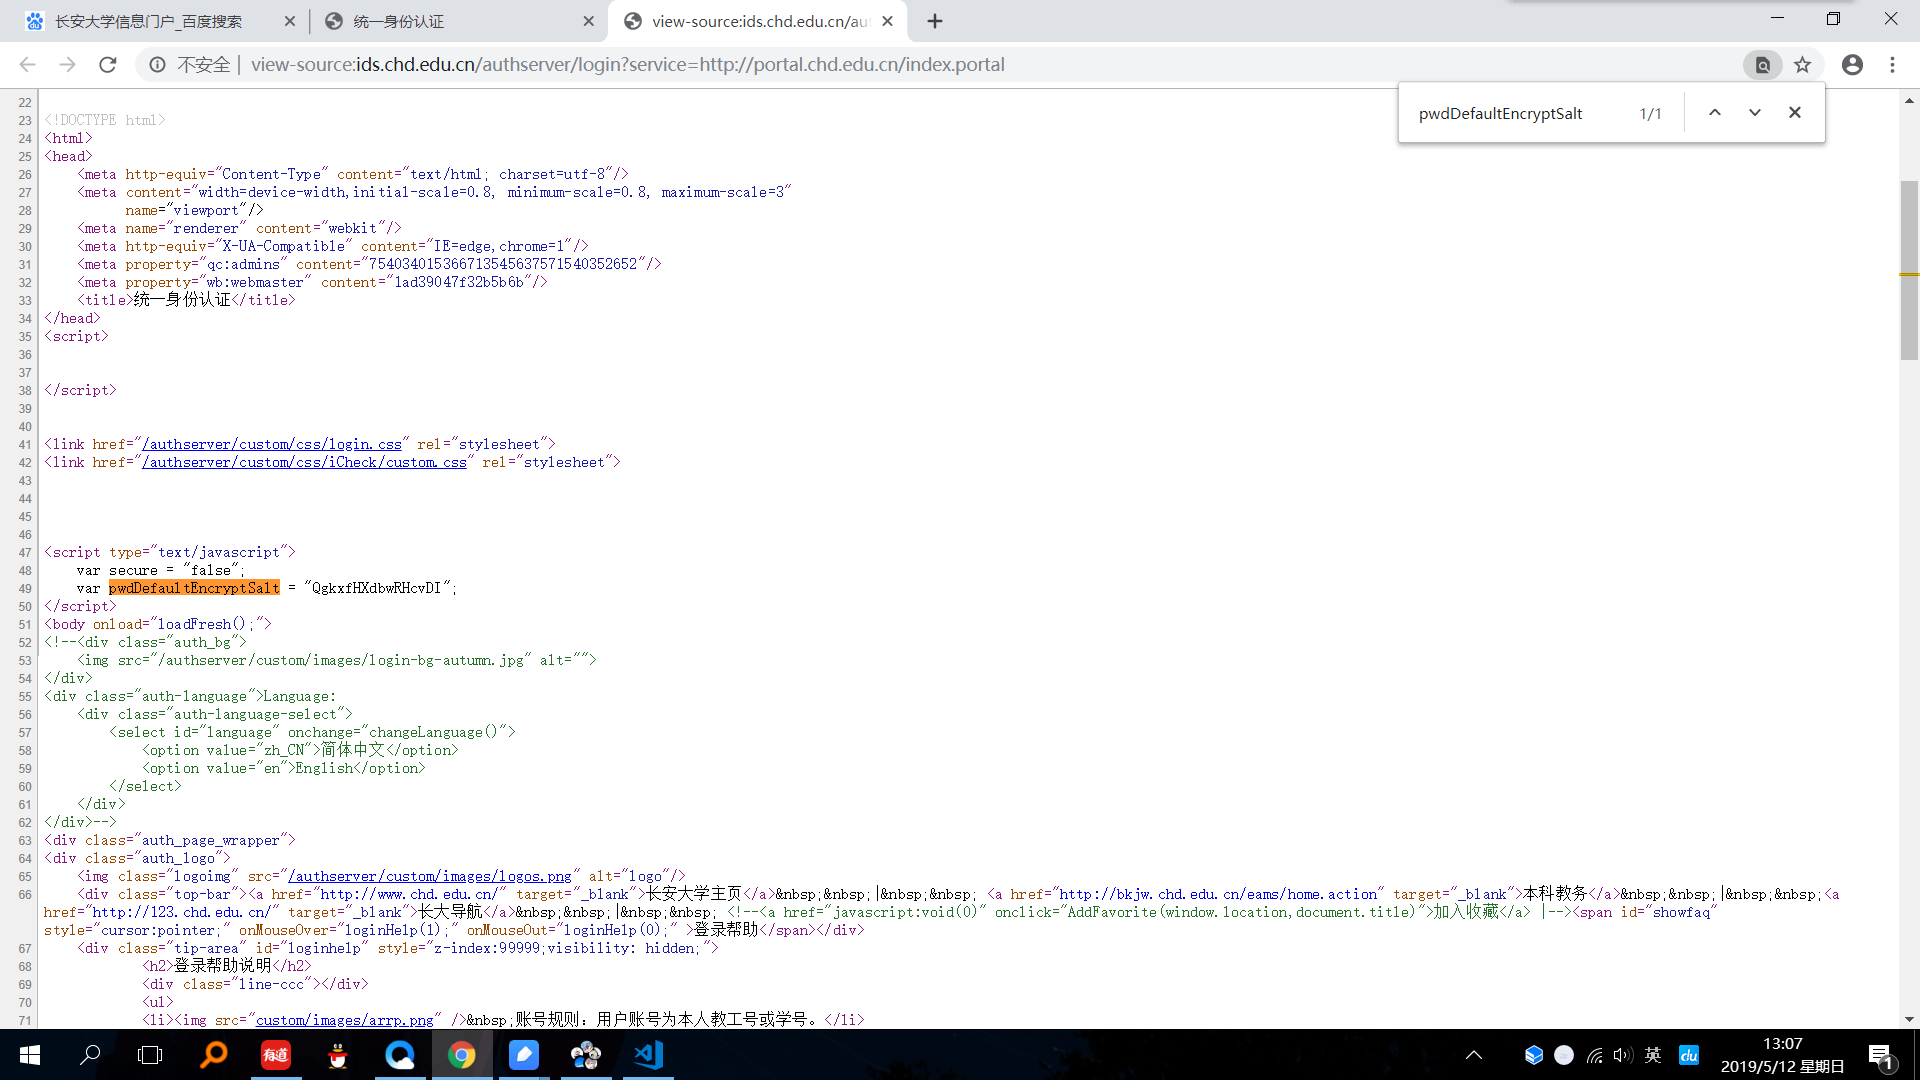 长安大学信息门户_百度搜索
统一身份认证
view-source:ids.chd.edu.cn/au
不安全 | view-source:ids.chd.edu.cn/authserver/login?service=http://portal.chd.edu.cn/index.portal
pwdDefaultEncryptSalt 1/1
22
23 <!DOCTYPE html>
24 <html>
25 <head>
26 <meta http-equiv="Content-Type" content="text/html; charset=utf-8"/>
27 <meta content="width=device-width,initial-scale=0.8, minimum-scale=0.8, maximum-scale=3"
28 name="viewport"/>
29 <meta name="renderer" content="webkit"/>
30 <meta http-equiv="X-UA-Compatible" content="IE=edge,chrome=1"/>
31 <meta property="qc:admins" content="754034015366713545637571540352652"/>
32 <meta property="wb:webmaster" content="1ad39047f32b5b6b"/>
33 <title>统一身份认证</title>
34 </head>
35 <script>
36
37
38 </script>
39
40
41 <link href="/authserver/custom/css/login.css" rel="stylesheet">
42 <link href="/authserver/custom/css/iCheck/custom.css" rel="stylesheet">
43
44
45
46
47 <script type="text/javascript">
48 var secure = "false";
49 var pwdDefaultEncryptSalt = "QgkxfHXdbwRHcvDI";
50 </script>
51 <body onload="loadFresh();">
52 <!--<div class="auth_bg">
53 <img src="/authserver/custom/images/login-bg-autumn.jpg" alt="">
54 </div>
55 <div class="auth-language">Language:
56 <div class="auth-language-select">
57 <select id="language" onchange="changeLanguage()">
58 <option value="zh_CN">简体中文</option>
59 <option value="en">English</option>
60 </select>
61 </div>
62 </div>-->
63 <div class="auth_page_wrapper">
64 <div class="auth_logo">
65 <img class="logoimg" src="/authserver/custom/images/logos.png" alt="logo"/>
66 <div class="top-bar"><a href="http://www.chd.edu.cn/" target="_blank">长安大学主页</a>&nbsp;&nbsp;|&nbsp;&nbsp; <a href="http://bkjw.chd.edu.cn/eams/home.action" target="_blank">本科教务</a>&nbsp;&nbsp;|&nbsp;&nbsp;<a
href="http://123.chd.edu.cn/" target="_blank">长大导航</a>&nbsp;&nbsp;|&nbsp;&nbsp; <!--<a href="javascript:void(0)" onclick="AddFavorite(window.location,document.title)">加入收藏</a> |--><span id="showfaq"
style="cursor:pointer;" onMouseOver="loginHelp(1);" onMouseOut="loginHelp(0);" >登录帮助</span></div>
67 <div class="tip-area" id="loginhelp" style="z-index:99999;visibility: hidden;">
68 <h2>登录帮助说明</h2>
69 <div class="line-ccc"></div>
70 <ul>
71 <li><img src="custom/images/arrp.png" />&nbsp;账号规则：用户账号为本人教工号或学号。</li>
有道
英
du
13:07
2019/5/12 星期日
1